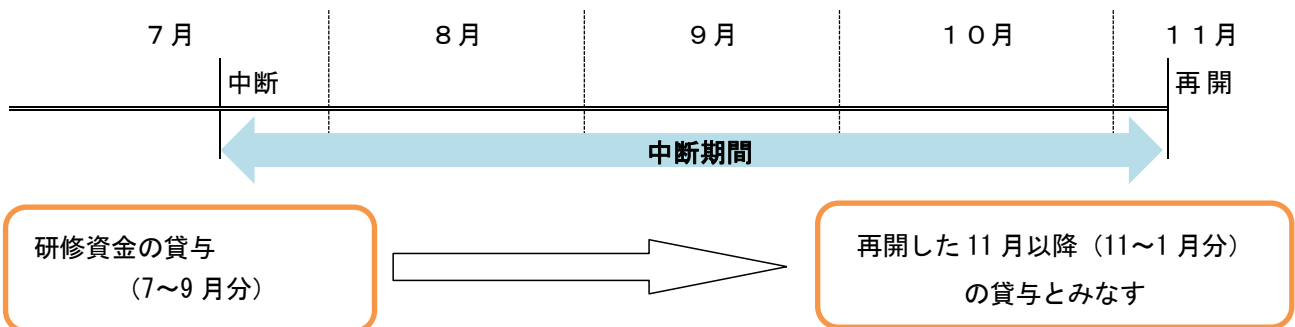 ７月 ８月 ９月 １０月 １１月
中断 再 開
中断期間
研修資金の貸与
（7～9 月分）
再開した 11 月以降（11～1 月分）
の貸与とみなす